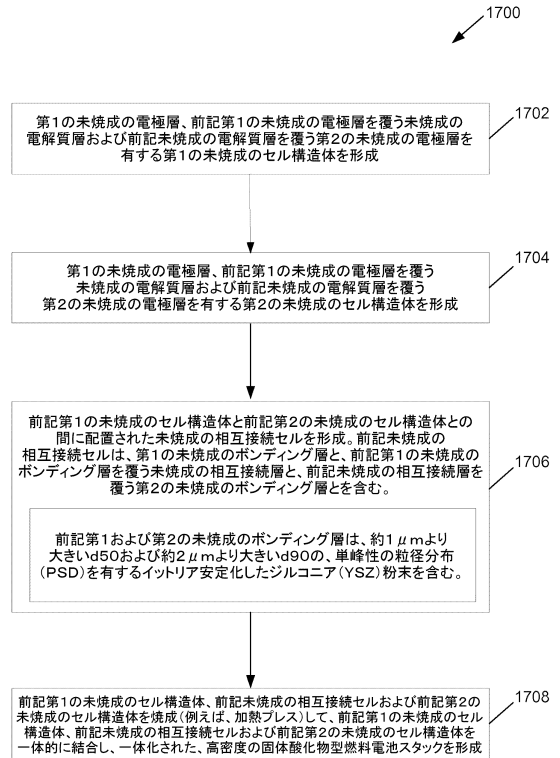 1700
第1の未焼成の電極層、前記第1の未焼成の電極層を覆う未焼成の
電解質層および前記未焼成の電解質層を覆う第2の未焼成の電極層を
有する第1の未焼成のセル構造体を形成
1702
第1の未焼成の電極層、前記第1の未焼成の電極層を覆う
未焼成の電解質層および前記未焼成の電解質層を覆う
第2の未焼成の電極層を有する第2の未焼成のセル構造体を形成
1704
前記第1の未焼成のセル構造体と前記第2の未焼成のセル構造体との
間に配置された未焼成の相互接続セルを形成。前記未焼成の
相互接続セルは、第1の未焼成のボンディング層と、前記第1の未焼成の
ボンディング層を覆う未焼成の相互接続層と、前記未焼成の相互接続層を
覆う第2の未焼成のボンディング層とを含む。
1706
前記第1および第2の未焼成のボンディング層は、約1μmより
大きいd50および約2μmより大きいd90の、単峰性の粒径分布
(PSD)を有するイットリア安定化したジルコニア(YSZ)粉末を含む。
前記第1の未焼成のセル構造体、前記未焼成の相互接続セルおよび前記第2の
未焼成のセル構造体を焼成(例えば、加熱プレス)して、前記第1の未焼成のセル
構造体、前記未焼成の相互接続セルおよび前記第2の未焼成のセル構造体を
一体的に結合し、一体化された、高密度の固体酸化物型燃料電池スタックを形成
1708